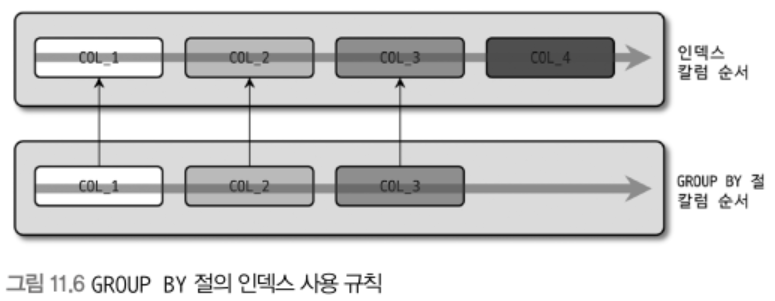 COL_1 COL_2 COL_3 COL_4
인덱스
칼럼 순서
COL_1 COL_2 COL_3
GROUP BY 절
칼럼 순서
그림 11.6 GROUP BY 절의 인덱스 사용 규칙